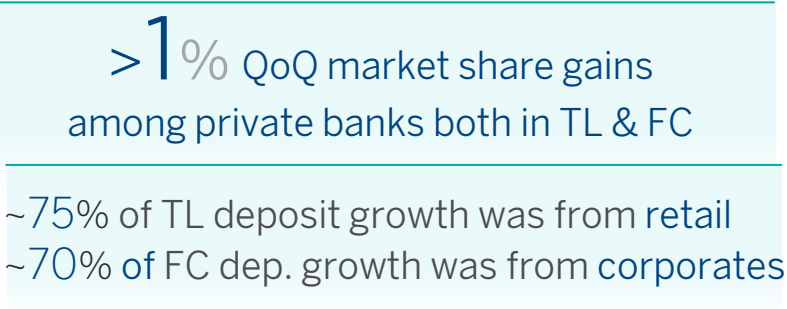 >1% QoQ market share gains
among private banks both in TL & FC
~75% of TL deposit growth was from retail
~70% of FC dep. growth was from corporates